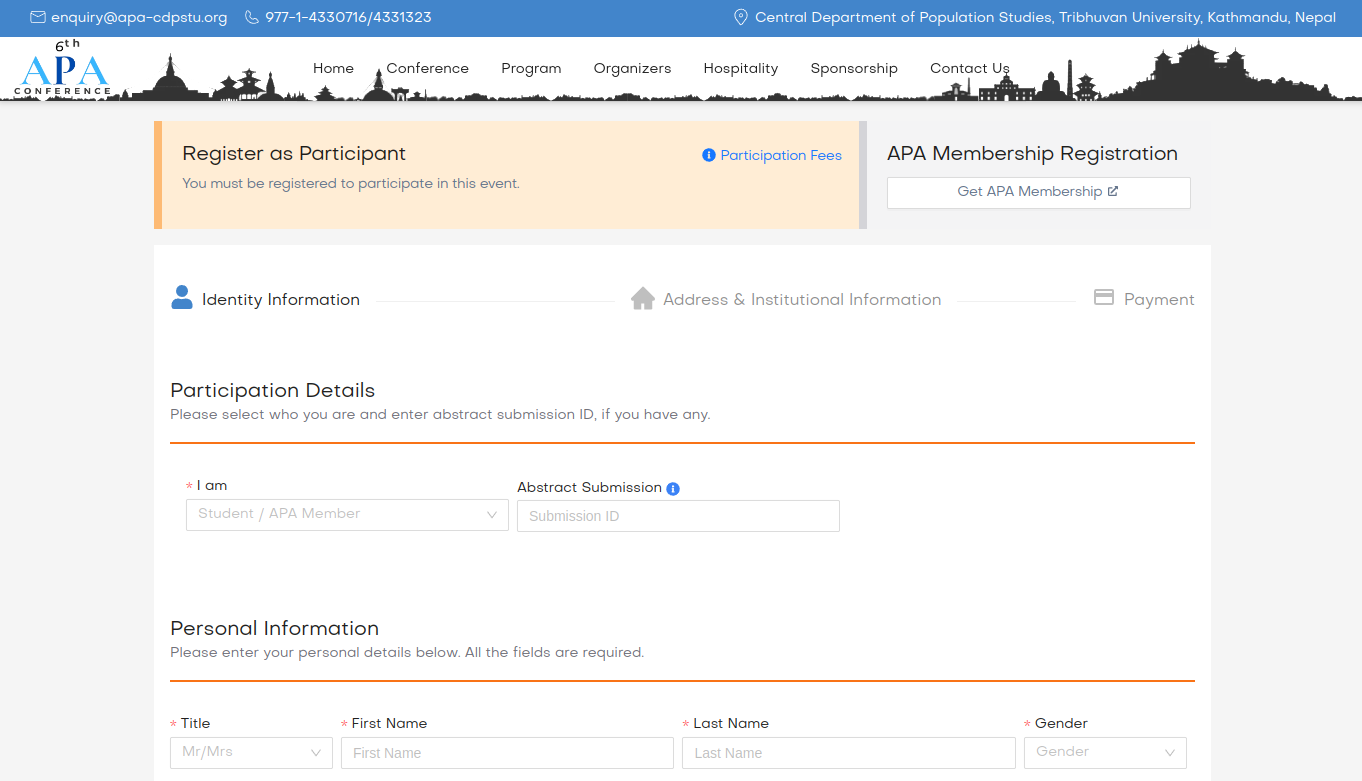 enquiry@apa-cdpstu.org 977-1-4330716/4331323 Central Department of Population Studies, Tribhuvan University, Kathmandu, Nepal
6th
APA
CONFERENCE
Home Conference Program Organizers Hospitality Sponsorship Contact Us
Register as Participant
Participation Fees
You must be registered to participate in this event.
APA Membership Registration
Get APA Membership
Identity Information Address & Institutional Information Payment
Participation Details
Please select who you are and enter abstract submission ID, if you have any.
* I am
Student / APA Member
Abstract Submission
Submission ID
Personal Information
Please enter your personal details below. All the fields are required.
* Title * First Name * Last Name * Gender
Mr/Mrs First Name Last Name Gender